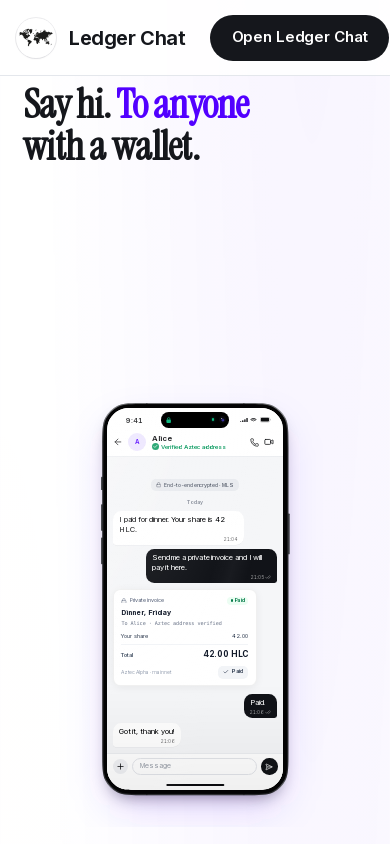 Ledger Chat
Open Ledger Chat
Say hi. To anyone
with a wallet.
9:41
A
Alice
Verified Aztec address
End-to-end encrypted · MLS
Today
I paid for dinner. Your share is 42
HLC.
21:04
Send me a private invoice and I will
pay it here.
21:05
Private invoice
Paid
Dinner, Friday
To Alice · Aztec address verified
Your share
42.00
Total
42.00 HLC
Aztec Alpha · mainnet
Paid
Paid.
21:06
Got it, thank you!
21:06
Message